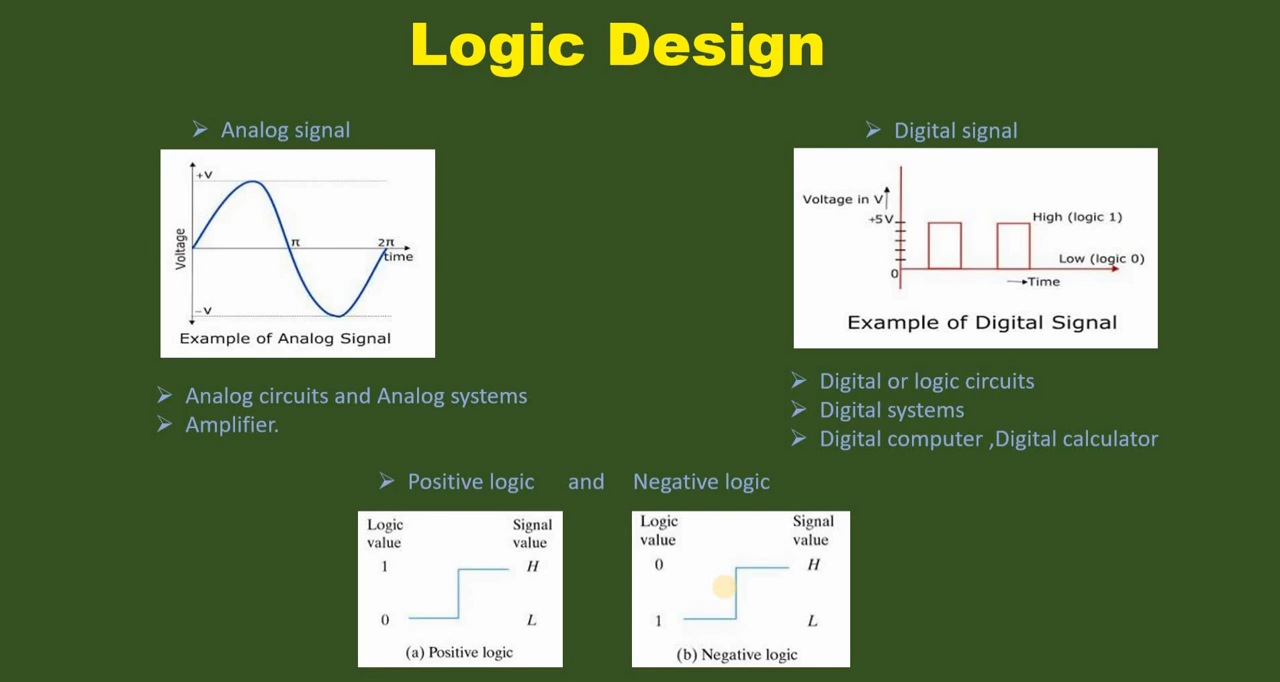 Logic Design
➢ Analog signal
+V
Voltage
π
2π
time
−V
Example of Analog Signal
➢ Digital signal
Voltage in V
+5V
High (logic 1)
Low (logic 0)
0
Time
Example of Digital Signal
➢ Analog circuits and Analog systems
➢ Amplifier.
➢ Digital or logic circuits
➢ Digital systems
➢ Digital computer ,Digital calculator
➢ Positive logic and Negative logic
Logic value
Signal value
1 H
0 L
(a) Positive logic
Logic value
Signal value
0 H
1 L
(b) Negative logic